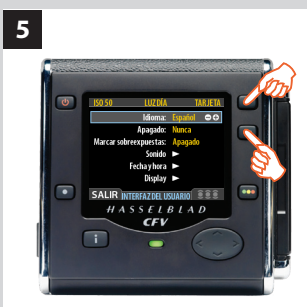 5
ISO 50 LUZ DÍA TARJETA
Idioma: Español
Apagado: Nunca
Marcar sobreexpuestas: Apagado
Sonido
Fecha y hora
Display
SALIR INTERFAZ DEL USUARIO
HASSELBLAD
CFV
i